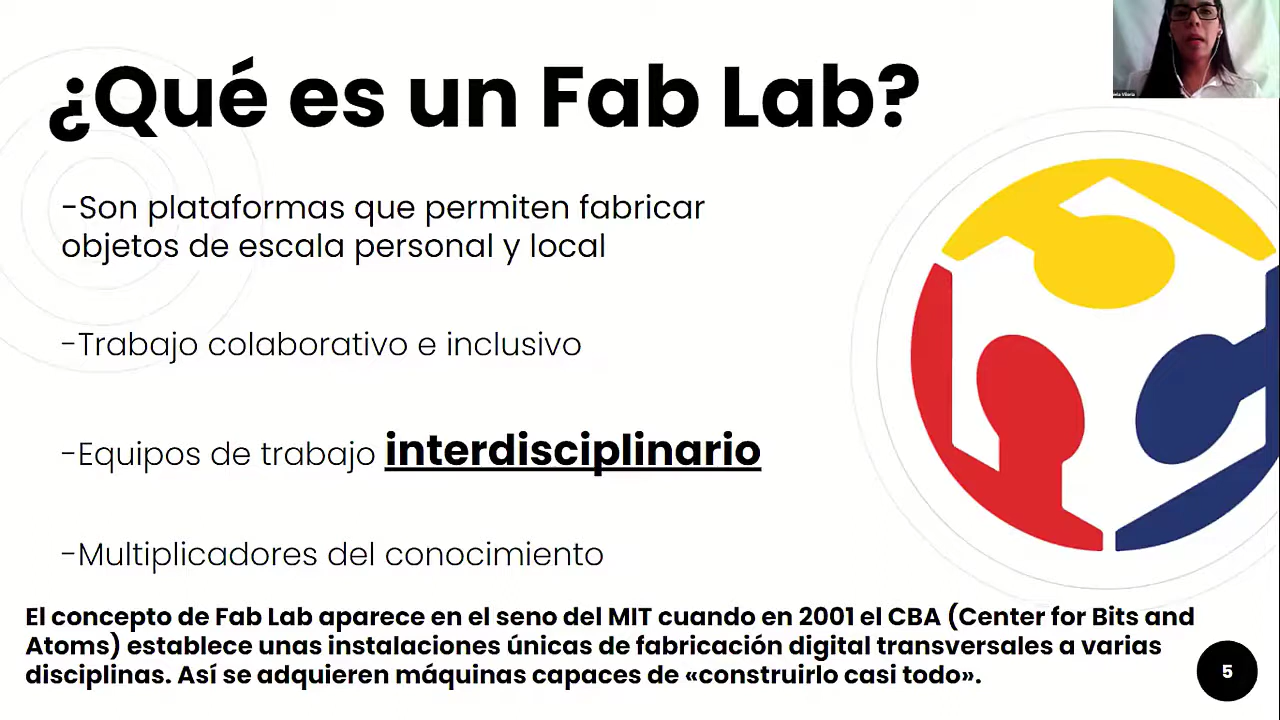 ¿Qué es un Fab Lab?
-Son plataformas que permiten fabricar
objetos de escala personal y local
-Trabajo colaborativo e inclusivo
-Equipos de trabajo interdisciplinario
-Multiplicadores del conocimiento
El concepto de Fab Lab aparece en el seno del MIT cuando en 2001 el CBA (Center for Bits and
Atoms) establece unas instalaciones únicas de fabricación digital transversales a varias
disciplinas. Así se adquieren máquinas capaces de «construirlo casi todo».
5